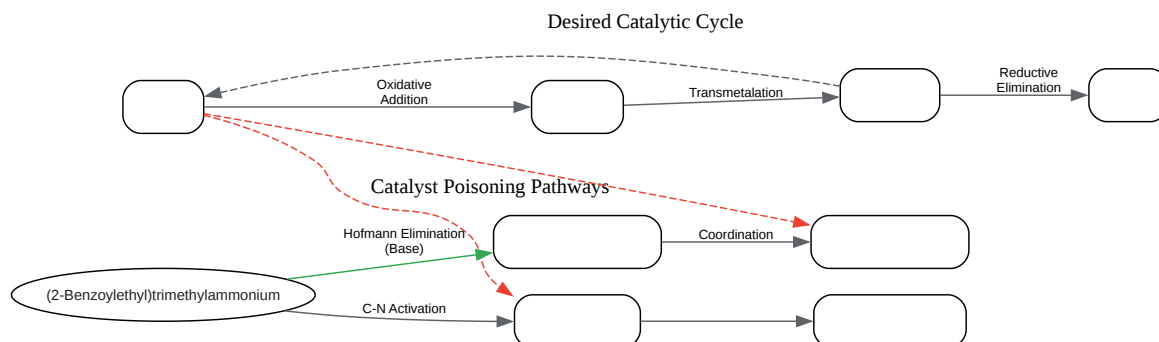 Desired Catalytic Cycle
Oxidative
Addition
Transmetalation
Reductive
Elimination
Catalyst Poisoning Pathways
Hofmann Elimination
(Base)
Coordination
(2-Benzoylethyl)trimethylammonium
C-N Activation